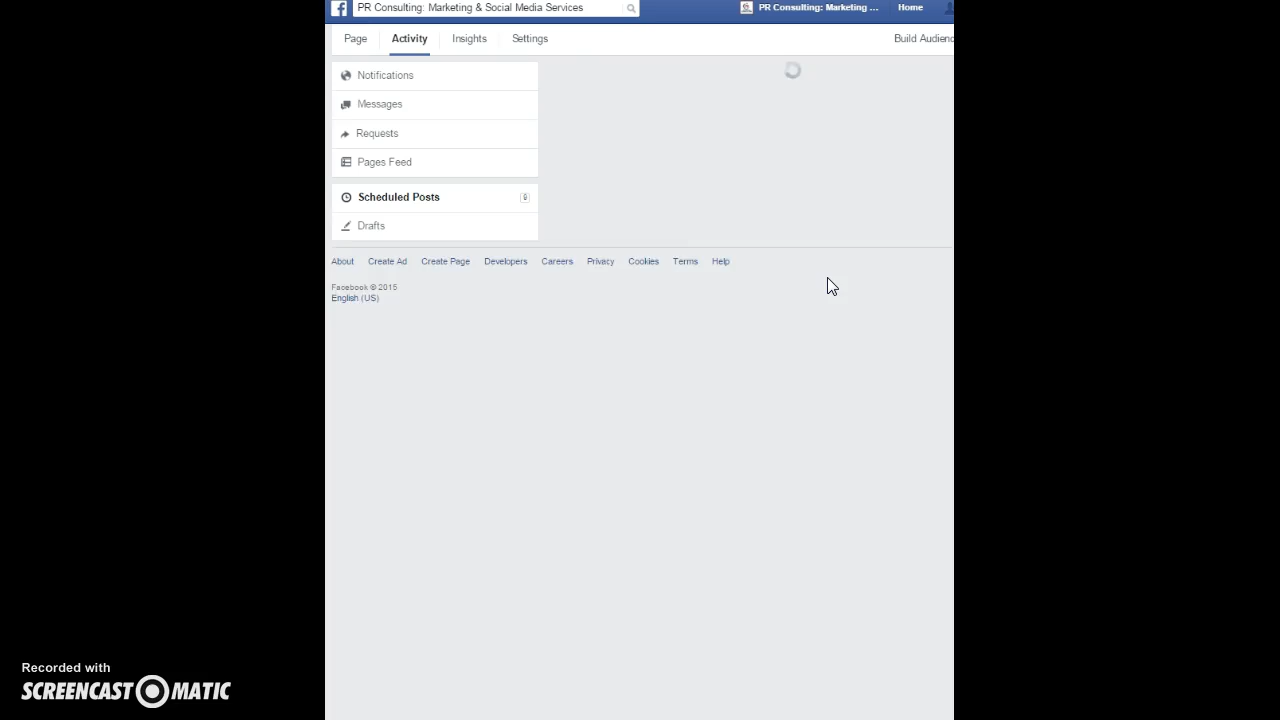 PR Consulting: Marketing & Social Media Services
PR Consulting: Marketing ...
Home
Page
Activity
Insights
Settings
Build Audienc
Notifications
Messages
Requests
Pages Feed
Scheduled Posts
Drafts
About
Create Ad
Create Page
Developers
Careers
Privacy
Cookies
Terms
Help
Facebook © 2015
English (US)
Recorded with
SCREENCAST MATIC